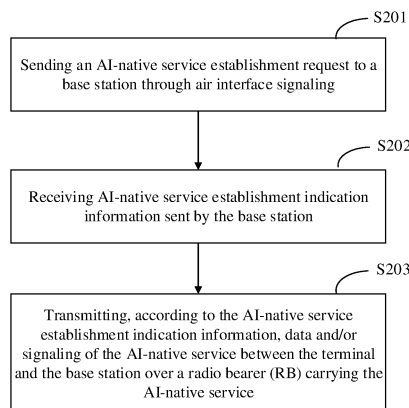 S201
Sending an AI-native service establishment request to a
base station through air interface signaling
S202
Receiving AI-native service establishment indication
information sent by the base station
S203
Transmitting, according to the AI-native service
establishment indication information, data and/or
signaling of the AI-native service between the terminal
and the base station over a radio bearer (RB) carrying the
AI-native service